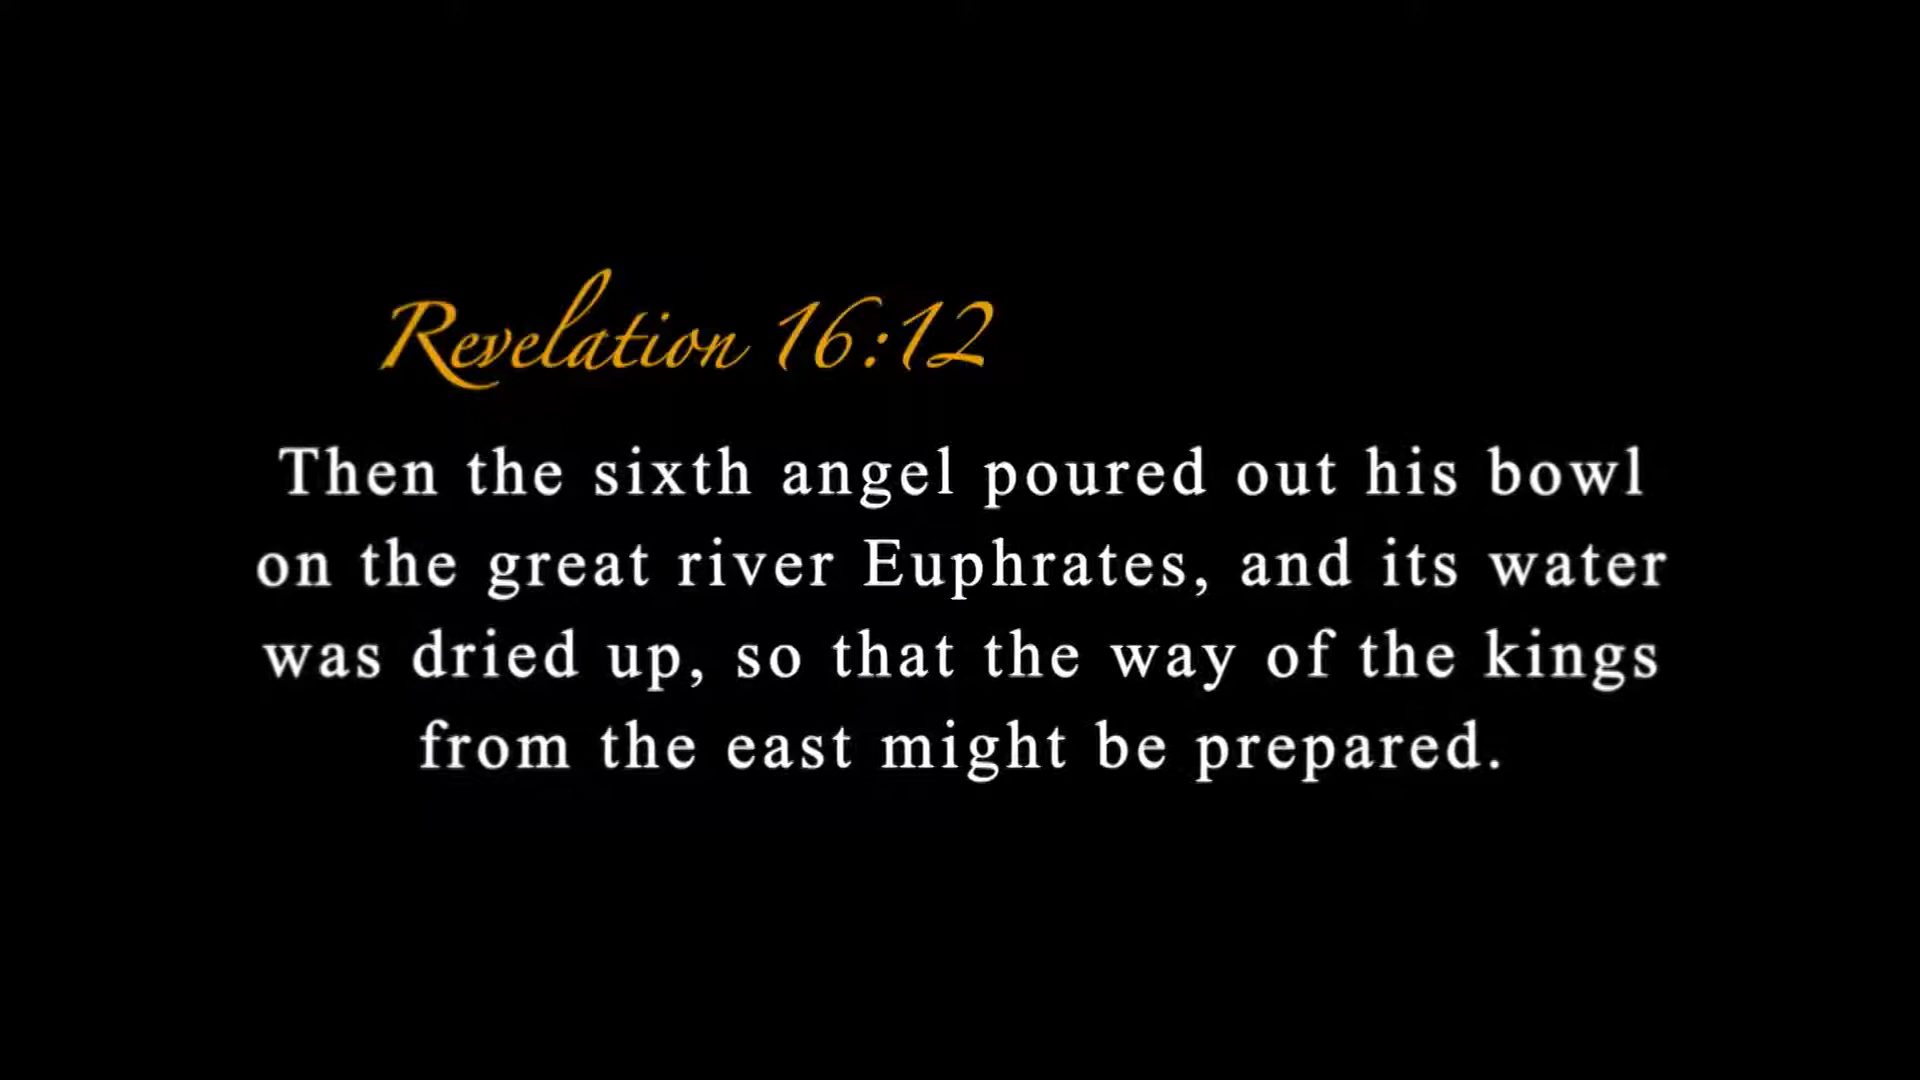 Revelation 16:12
Then the sixth angel poured out his bowl
on the great river Euphrates, and its water
was dried up, so that the way of the kings
from the east might be prepared.